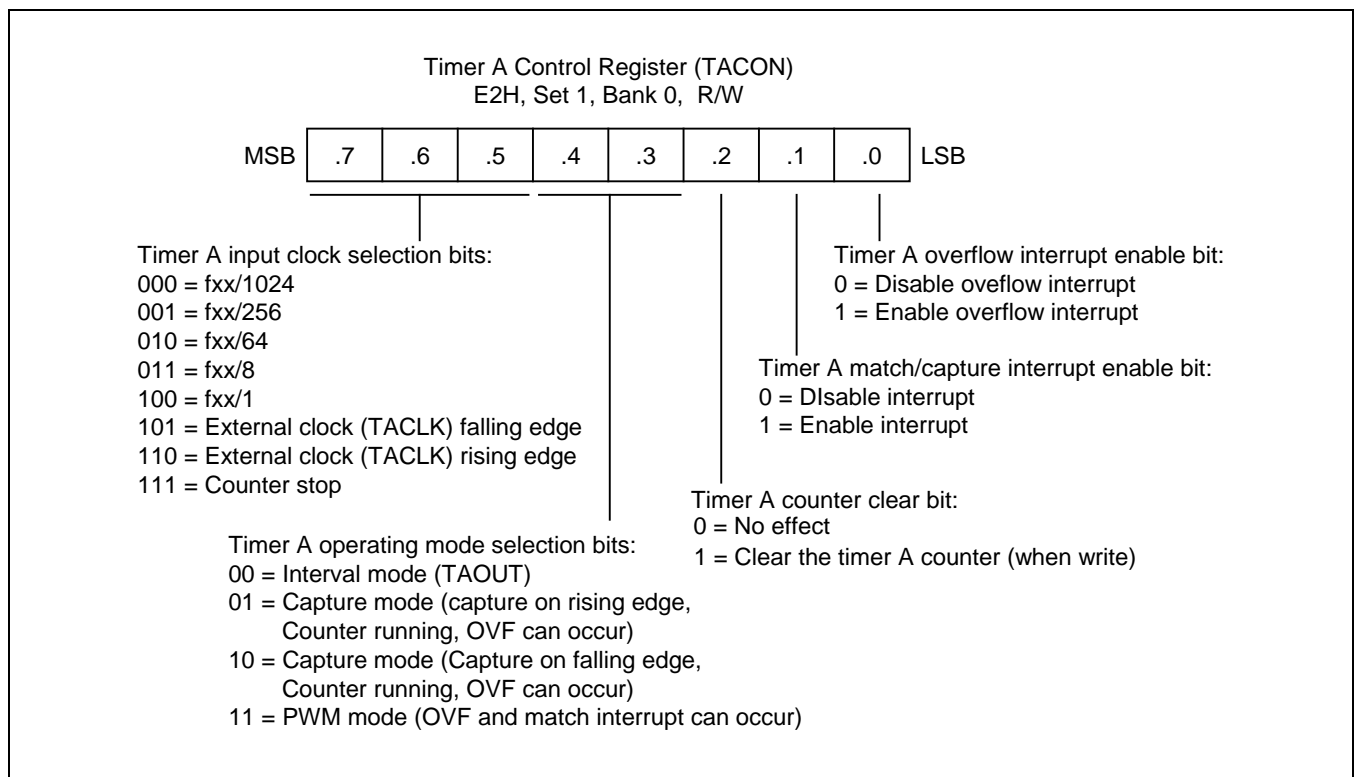 Timer A Control Register (TACON)
E2H, Set 1, Bank 0, R/W
MSB .7 .6 .5 .4 .3 .2 .1 .0 LSB
Timer A input clock selection bits:
000 = fxx/1024
001 = fxx/256
010 = fxx/64
011 = fxx/8
100 = fxx/1
101 = External clock (TACLK) falling edge
110 = External clock (TACLK) rising edge
111 = Counter stop
Timer A overflow interrupt enable bit:
0 = Disable oveflow interrupt
1 = Enable overflow interrupt
Timer A match/capture interrupt enable bit:
0 = DIsable interrupt
1 = Enable interrupt
Timer A counter clear bit:
0 = No effect
1 = Clear the timer A counter (when write)
Timer A operating mode selection bits:
00 = Interval mode (TAOUT)
01 = Capture mode (capture on rising edge,
Counter running, OVF can occur)
10 = Capture mode (Capture on falling edge,
Counter running, OVF can occur)
11 = PWM mode (OVF and match interrupt can occur)